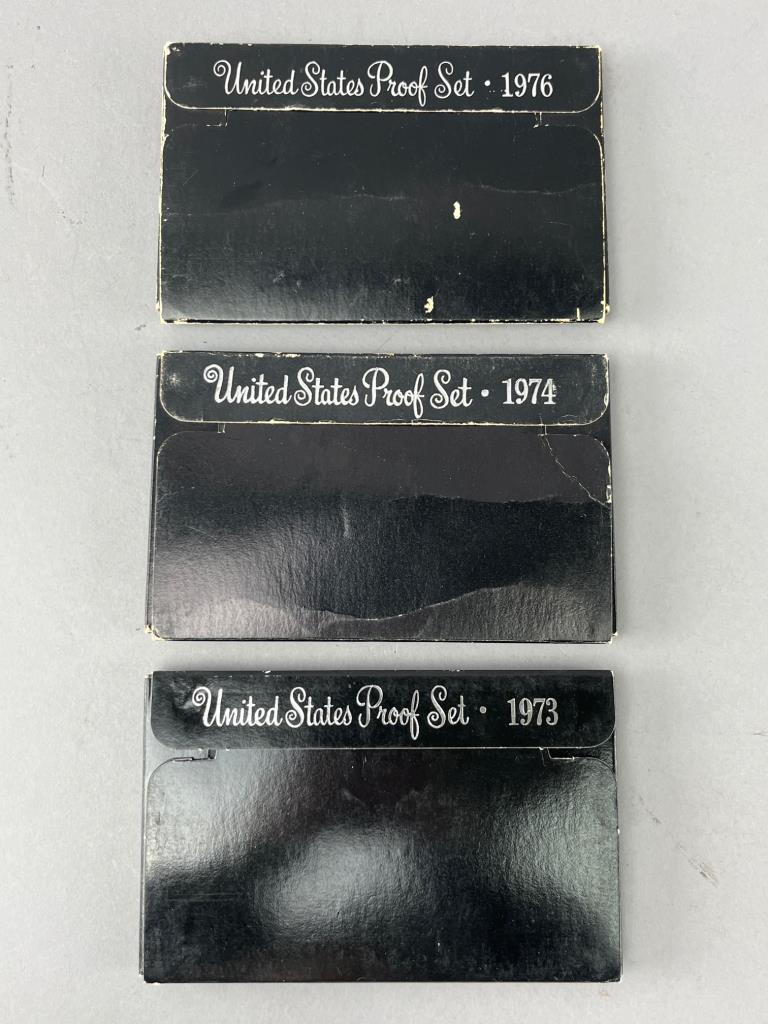 United States Proof Set · 1976
United States Proof Set · 1974
United States Proof Set · 1973